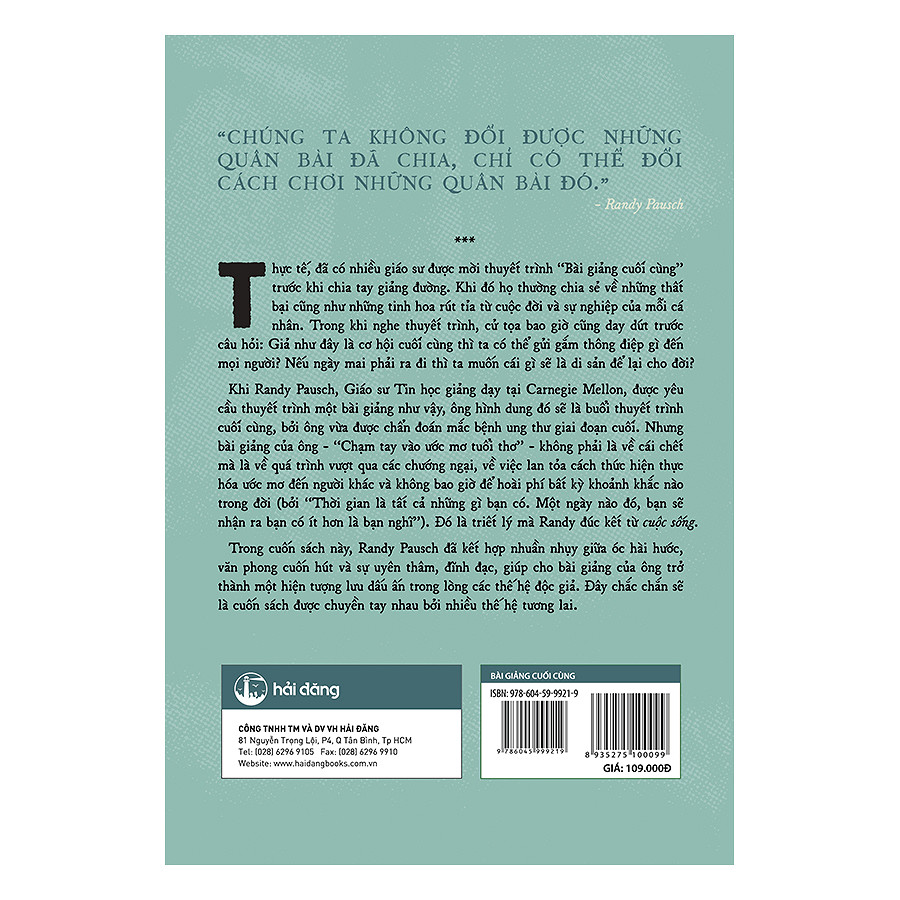 “CHÚNG TA KHÔNG ĐỔI ĐƯỢC NHỮNG
QUÂN BÀI ĐÃ CHIA, CHỈ CÓ THỂ ĐỔI
CÁCH CHƠI NHỮNG QUÂN BÀI ĐÓ.”
- Randy Pausch
***
Thực tế, đã có nhiều giáo sư được mời thuyết trình “Bài giảng cuối cùng”
trước khi chia tay giảng đường. Khi đó họ thường chia sẻ về những thất
bại cũng như những tinh hoa rút tỉa từ cuộc đời và sự nghiệp của mỗi cá
nhân. Trong khi nghe thuyết trình, cử tọa bao giờ cũng day dứt trước
câu hỏi: Giả như đây là cơ hội cuối cùng thì ta có thể gửi gắm thông điệp gì đến
mọi người? Nếu ngày mai phải ra đi thì ta muốn cái gì sẽ là di sản để lại cho đời?
Khi Randy Pausch, Giáo sư Tin học giảng dạy tại Carnegie Mellon, được yêu
cầu thuyết trình một bài giảng như vậy, ông hình dung đó sẽ là buổi thuyết trình
cuối cùng, bởi ông vừa được chẩn đoán mắc bệnh ung thư giai đoạn cuối. Nhưng
bài giảng của ông - “Chạm tay vào ước mơ tuổi thơ” - không phải là về cái chết
mà là về quá trình vượt qua các chướng ngại, về việc lan tỏa cách thức hiện thực
hóa ước mơ đến người khác và không bao giờ để hoài phí bất kỳ khoảnh khắc nào
trong đời (bởi “Thời gian là tất cả những gì bạn có. Một ngày nào đó, bạn sẽ
nhận ra bạn có ít hơn là bạn nghĩ”). Đó là triết lý mà Randy đúc kết từ cuộc sống.
Trong cuốn sách này, Randy Pausch đã kết hợp nhuần nhụy giữa óc hài hước,
văn phong cuốn hút và sự uyên thâm, đĩnh đạc, giúp cho bài giảng của ông trở
thành một hiện tượng lưu dấu ấn trong lòng các thế hệ độc giả. Đây chắc chắn sẽ
là cuốn sách được chuyền tay nhau bởi nhiều thế hệ tương lai.
hải đăng
CÔNG TNHH TM VÀ DV VH HẢI ĐĂNG
81 Nguyễn Trọng Lội, P4, Q Tân Bình, Tp HCM
Tel: (028) 6296 9105 Fax: (028) 6296 9910
Website: www.haidangbooks.com.vn
BÀI GIẢNG CUỐI CÙNG
ISBN: 978-604-59-9921-9
9 786045 999219
8 935275 100099
GIÁ: 109.000Đ